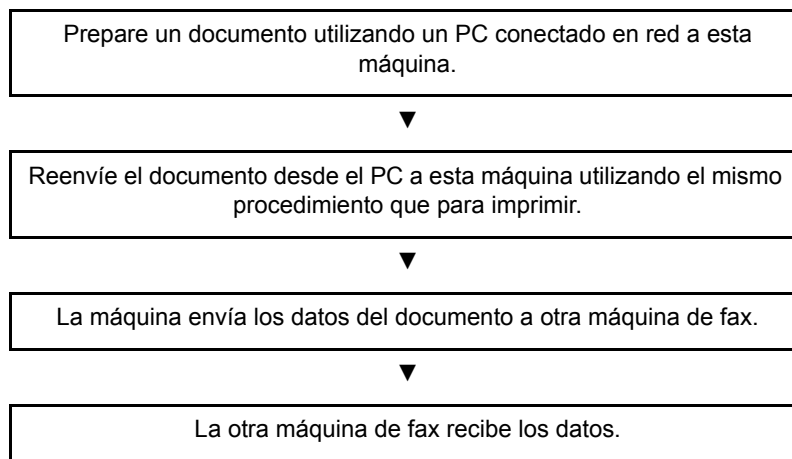 Prepare un documento utilizando un PC conectado en red a esta
máquina.
▼
Reenvíe el documento desde el PC a esta máquina utilizando el mismo
procedimiento que para imprimir.
▼
La máquina envía los datos del documento a otra máquina de fax.
▼
La otra máquina de fax recibe los datos.